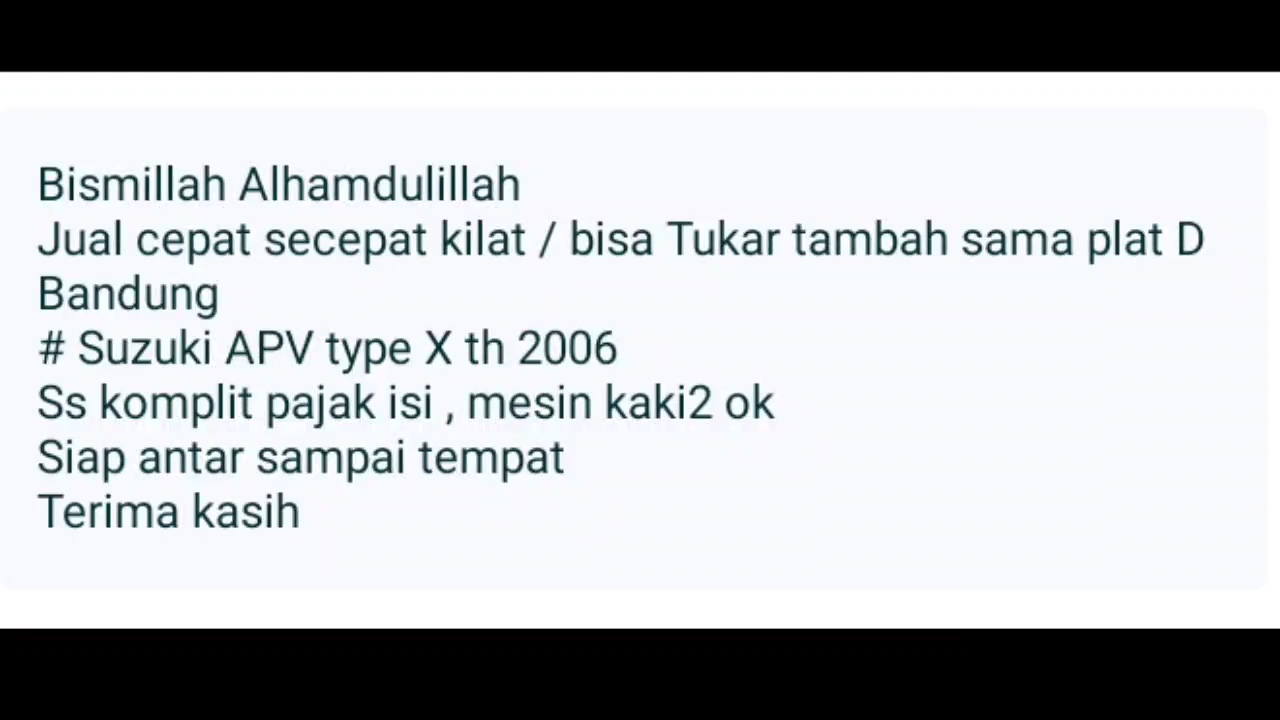 Bismillah Alhamdulillah
Jual cepat secepat kilat / bisa Tukar tambah sama plat D
Bandung
# Suzuki APV type X th 2006
Ss komplit pajak isi , mesin kaki2 ok
Siap antar sampai tempat
Terima kasih